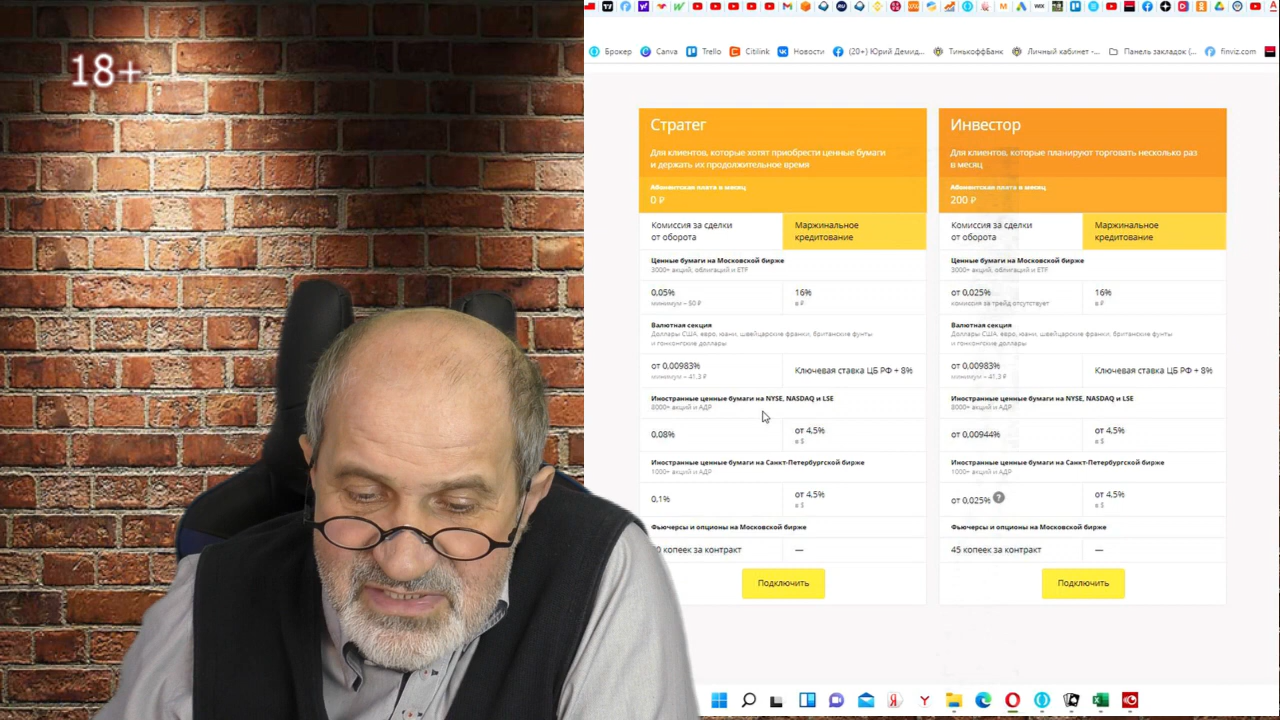 18+
Брокер
Canva
Trello
Citilink
Новости
(20+) Юрий Демид...
ТинькоффБанк
Личный кабинет -...
Панель закладок (...
finviz.com
Стратег
Для клиентов, которые хотят приобрести ценные бумаги
и держать их продолжительное время
Абонентская плата в месяц
0 ₽
Комиссия за сделки
от оборота
Маржинальное
кредитование
Ценные бумаги на Московской бирже
3000+ акций, облигаций и ETF
0,05%
минимум – 50 ₽
16%
в ₽
Валютная секция
Доллары США, евро, юани, швейцарские франки, британские фунты
и гонконгские доллары
от 0,00983%
минимум – 41,3 ₽
Ключевая ставка ЦБ РФ + 8%
Иностранные ценные бумаги на NYSE, NASDAQ и LSE
8000+ акций и АДР
0,08%
от 4,5%
в $
Иностранные ценные бумаги на Санкт-Петербургской бирже
1000+ акций и АДР
0,1%
от 4,5%
в $
Фьючерсы и опционы на Московской бирже
0 копеек за контракт
—
Подключить
Инвестор
Для клиентов, которые планируют торговать несколько раз
в месяц
Абонентская плата в месяц
200 ₽
Комиссия за сделки
от оборота
Маржинальное
кредитование
Ценные бумаги на Московской бирже
3000+ акций, облигаций и ETF
от 0,025%
комиссия за трейд отсутствует
16%
в ₽
Валютная секция
Доллары США, евро, юани, швейцарские франки, британские фунты
и гонконгские доллары
от 0,00983%
минимум – 41,3 ₽
Ключевая ставка ЦБ РФ + 8%
Иностранные ценные бумаги на NYSE, NASDAQ и LSE
8000+ акций и АДР
от 0,00944%
от 4,5%
в $
Иностранные ценные бумаги на Санкт-Петербургской бирже
1000+ акций и АДР
от 0,025% ?
от 4,5%
в $
Фьючерсы и опционы на Московской бирже
45 копеек за контракт
—
Подключить